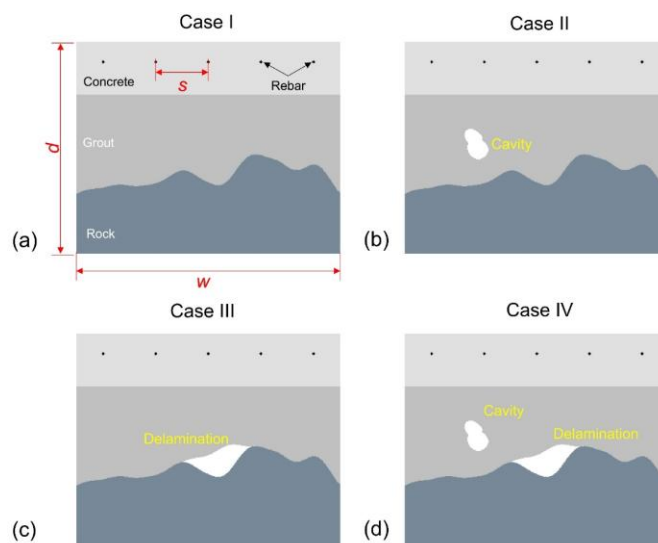 Case I
Case II
Concrete
s
Rebar
Grout
d
Cavity
Rock
(a)
(b)
w
Case III
Case IV
Cavity
Delamination
Delamination
(c)
(d)